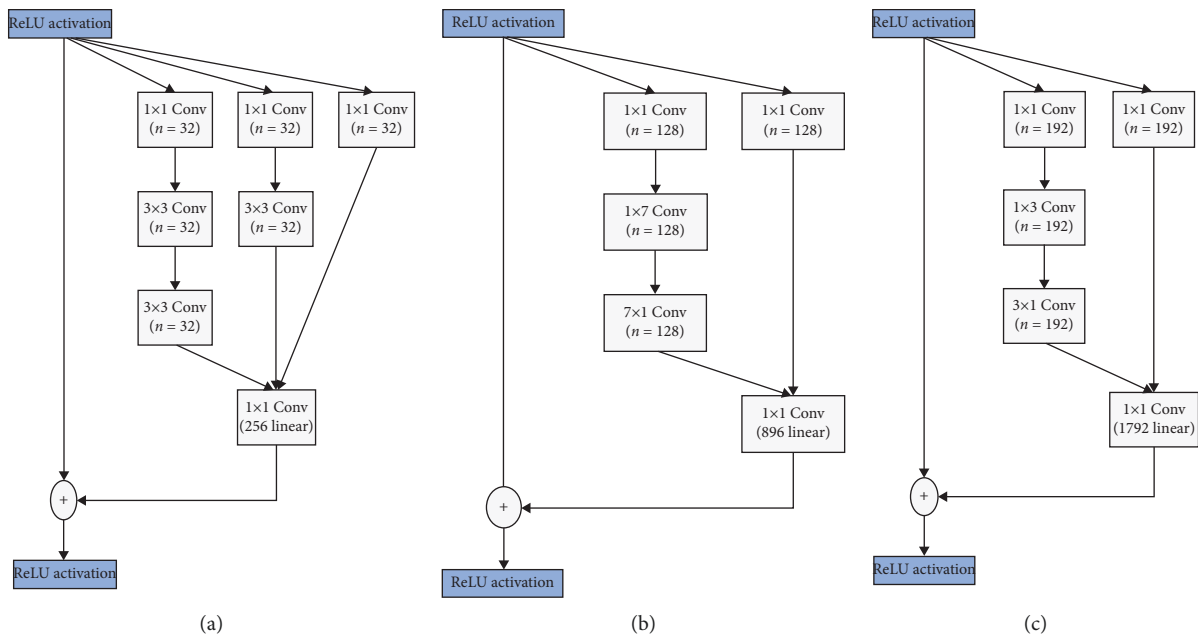 ReLU activation
1×1 Conv
(n = 32)
1×1 Conv
(n = 32)
1×1 Conv
(n = 32)
3×3 Conv
(n = 32)
3×3 Conv
(n = 32)
3×3 Conv
(n = 32)
1×1 Conv
(256 linear)
+
ReLU activation
(a)
ReLU activation
1×1 Conv
(n = 128)
1×1 Conv
(n = 128)
1×7 Conv
(n = 128)
7×1 Conv
(n = 128)
1×1 Conv
(896 linear)
+
ReLU activation
(b)
ReLU activation
1×1 Conv
(n = 192)
1×1 Conv
(n = 192)
1×3 Conv
(n = 192)
3×1 Conv
(n = 192)
1×1 Conv
(1792 linear)
+
ReLU activation
(c)